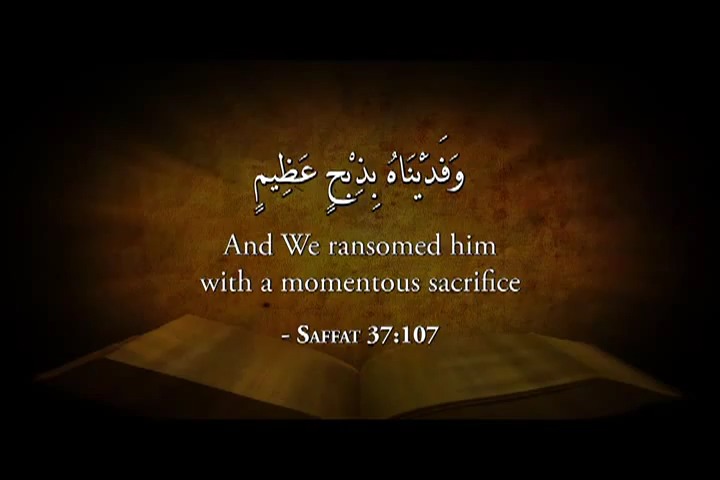 وَفَدَيْنَاهُ بِذِبْحٍ عَظِيمٍ
And We ransomed him
with a momentous sacrifice
- Saffat 37:107